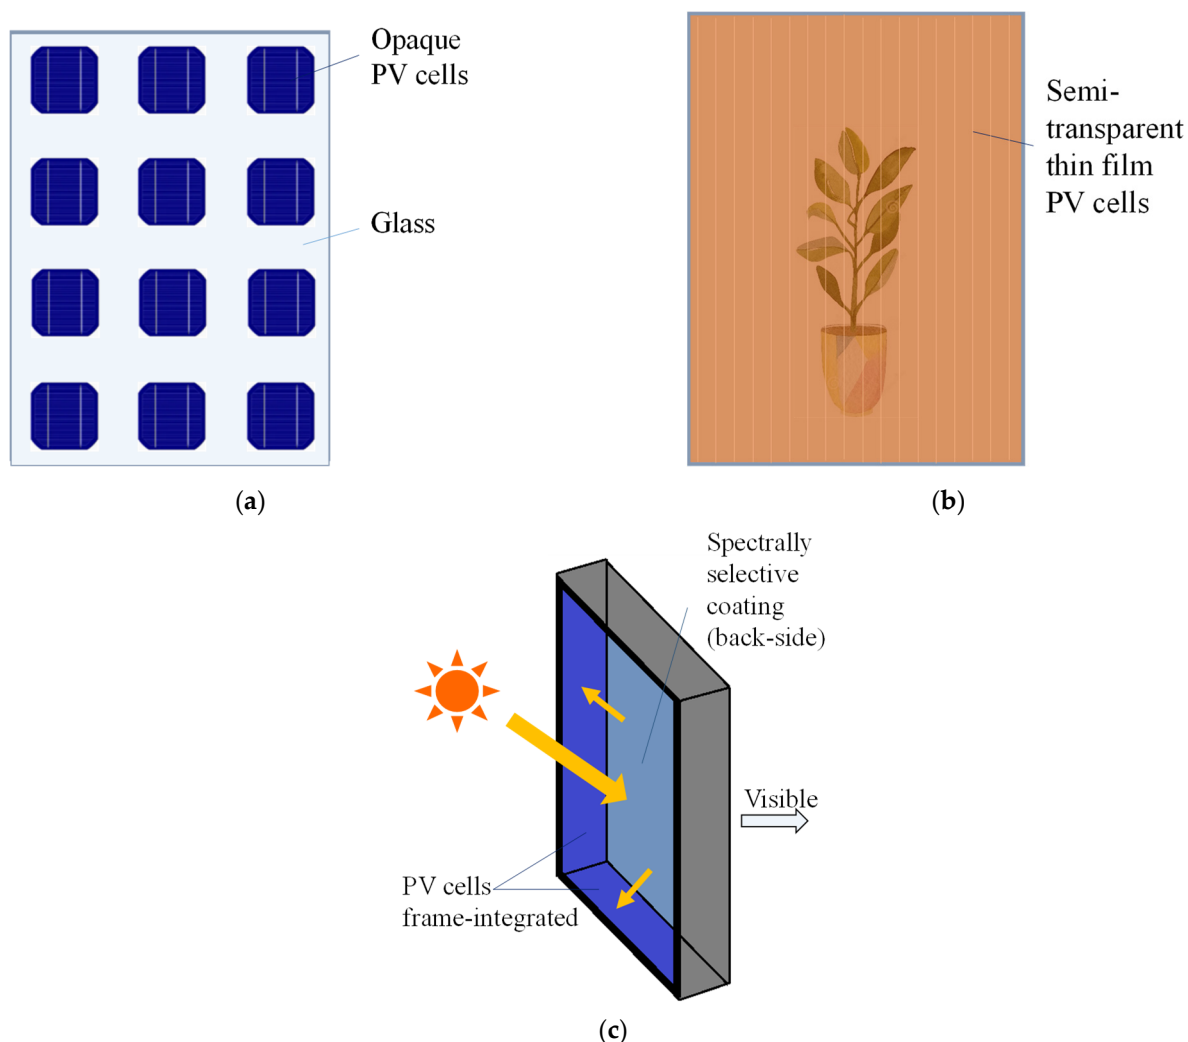 Opaque
PV cells
Glass
(a)
Semi-
transparent
thin film
PV cells
(b)
Spectrally
selective
coating
(back-side)
Visible
PV cells
frame-integrated
(c)